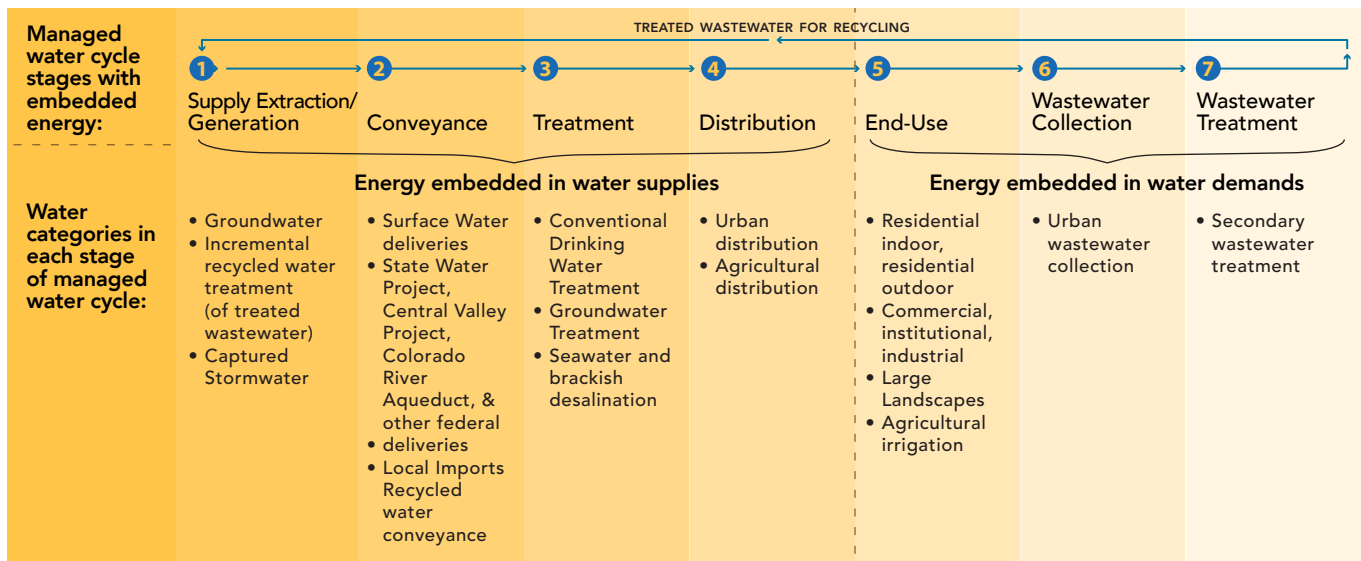 TREATED WASTEWATER FOR RECYCLING
Managed
water cycle
stages with
embedded
energy:
1
Supply Extraction/
Generation
2
Conveyance
3
Treatment
4
Distribution
5
End-Use
6
Wastewater
Collection
7
Wastewater
Treatment
Energy embedded in water supplies
Energy embedded in water demands
Water
categories in
each stage
of managed
water cycle:
• Groundwater
• Incremental
recycled water
treatment
(of treated
wastewater)
• Captured
Stormwater
• Surface Water
deliveries
• State Water
Project,
Central Valley
Project,
Colorado
River
Aqueduct, &
other federal
• deliveries
• Local Imports
Recycled
water
conveyance
• Conventional
Drinking
Water
Treatment
• Groundwater
Treatment
• Seawater and
brackish
desalination
• Urban
distribution
• Agricultural
distribution
• Residential
indoor,
residential
outdoor
• Commercial,
institutional,
industrial
• Large
Landscapes
• Agricultural
irrigation
• Urban
wastewater
collection
• Secondary
wastewater
treatment